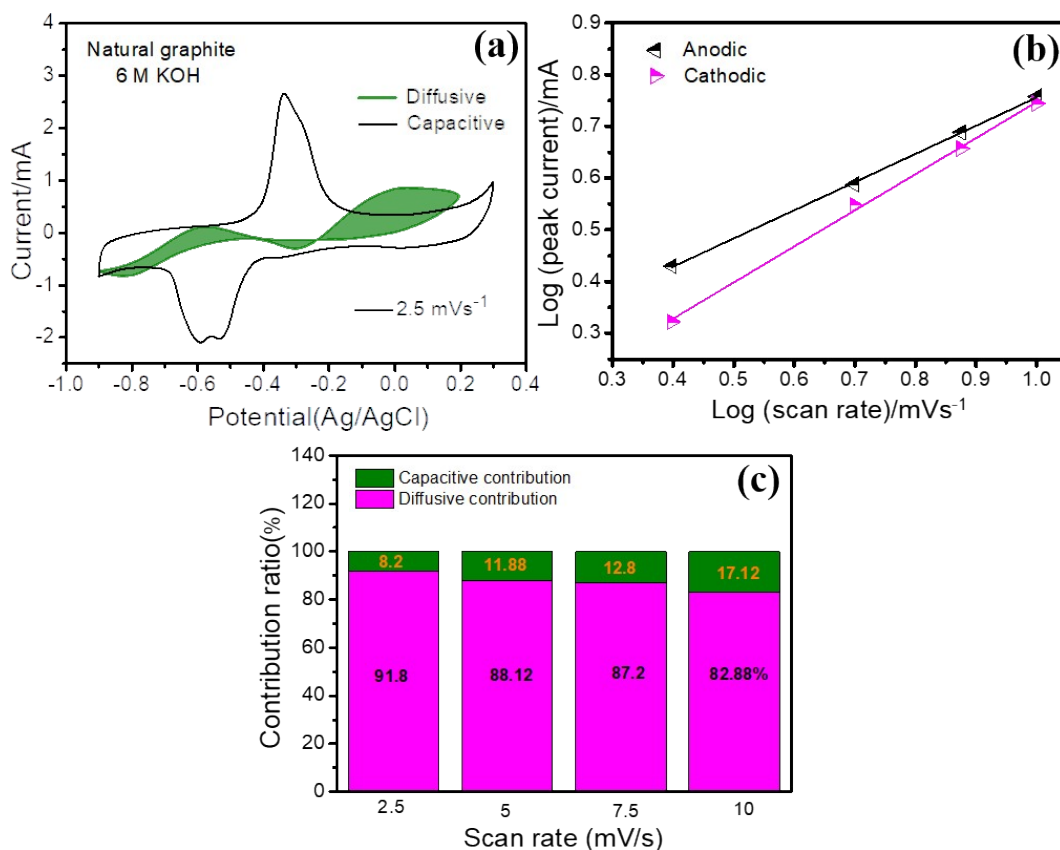 (a)
Natural graphite
6 M KOH
Diffusive
Capacitive
2.5 mVs⁻¹
4
3
2
1
0
-1
-2
Current/mA
-1.0 -0.8 -0.6 -0.4 -0.2 0.0 0.2 0.4
Potential(Ag/AgCl)
(b)
Anodic
Cathodic
0.9
0.8
0.7
0.6
0.5
0.4
0.3
Log (peak current)/mA
0.3 0.4 0.5 0.6 0.7 0.8 0.9 1.0
Log (scan rate)/mVs⁻¹
(c)
Capacitive contribution
Diffusive contribution
140
120
100
80
60
40
20
0
Contribution ratio(%)
8.2 11.88 12.8 17.12
91.8 88.12 87.2 82.88%
2.5 5 7.5 10
Scan rate (mV/s)